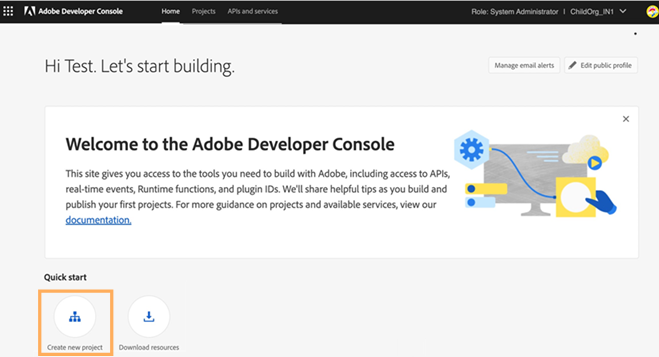 Adobe Developer Console
Home
Projects
APIs and services
Role: System Administrator | ChildOrg_IN1
Hi Test. Let's start building.
Manage email alerts
Edit public profile
Welcome to the Adobe Developer Console
This site gives you access to the tools you need to build with Adobe, including access to APIs,
real-time events, Runtime functions, and plugin IDs. We'll share helpful tips as you build and
publish your first projects. For more guidance on projects and available services, view our
documentation.
Quick start
Create new project
Download resources